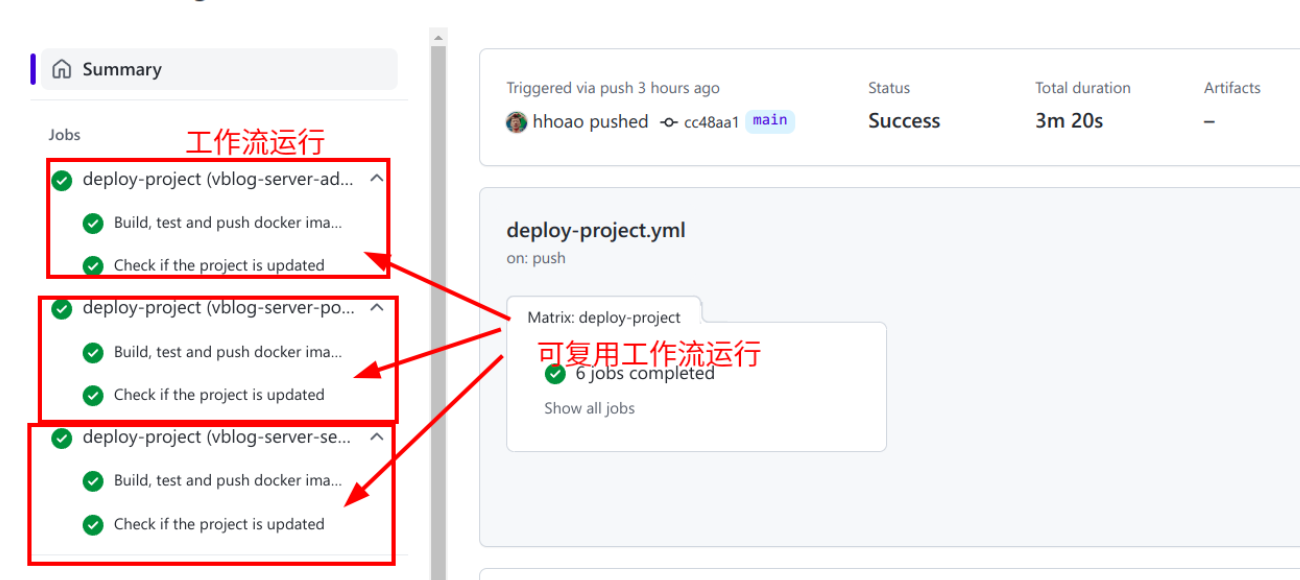 Summary
Jobs
工作流运行
deploy-project (vblog-server-ad...
Build, test and push docker ima...
Check if the project is updated
deploy-project (vblog-server-po...
Build, test and push docker ima...
Check if the project is updated
deploy-project (vblog-server-se...
Build, test and push docker ima...
Check if the project is updated
Triggered via push 3 hours ago
hhoao pushed cc48aa1 main
Status
Success
Total duration
3m 20s
Artifacts
–
deploy-project.yml
on: push
Matrix: deploy-project
可复用工作流运行
6 jobs completed
Show all jobs